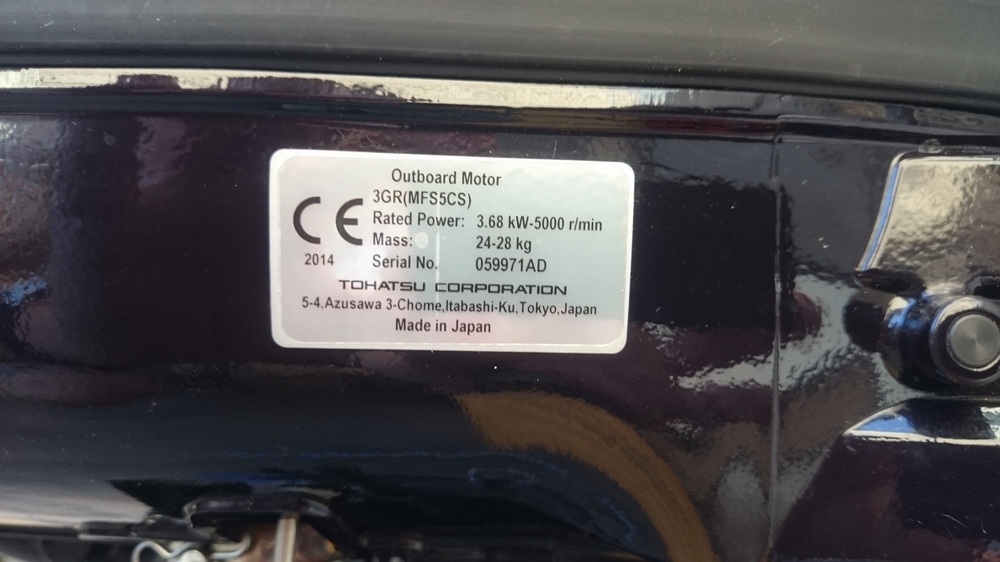 Outboard Motor
3GR(MFS5CS)
CE
Rated Power: 3.68 kW-5000 r/min
Mass: 24-28 kg
2014
Serial No. 059971AD
TOHATSU CORPORATION
5-4,Azusawa 3-Chome,Itabashi-Ku,Tokyo,Japan
Made in Japan